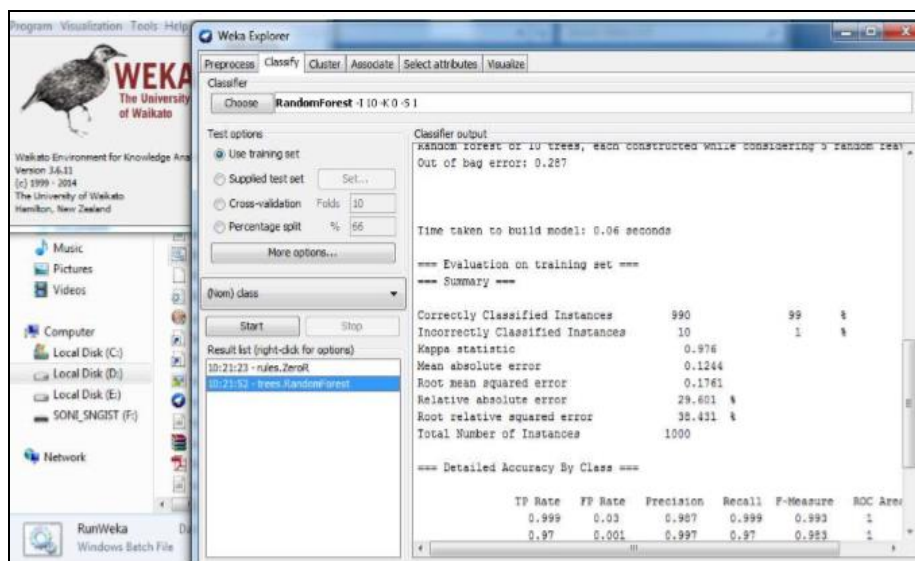 Program Visualization Tools Help
WEKA
The University
of Waikato
Waikato Environment for Knowledge Ana
Version 3.6.11
(c) 1999 - 2014
The University of Waikato
Hamilton, New Zealand
Music
Pictures
Videos
Computer
Local Disk (C:)
Local Disk (D:)
Local Disk (E:)
SONI_SNGIST (F:)
Network
RunWeka
Windows Batch File
Da
Weka Explorer
Preprocess Classify Cluster Associate Select attributes Visualize
Classifier
Choose RandomForest -I 10 -K 0 -S 1
Test options
Use training set
Supplied test set Set...
Cross-validation Folds 10
Percentage split % 66
More options...
(Nom) class
Start Stop
Result list (right-click for options)
10:21:23 - rules.ZeroR
10:21:52 - trees.RandomForest
Classifier output
Random forest of 10 trees, each constructed while considering 5 random feat
Out of bag error: 0.287
Time taken to build model: 0.06 seconds
=== Evaluation on training set ===
=== Summary ===
Correctly Classified Instances 990 99 %
Incorrectly Classified Instances 10 1 %
Kappa statistic 0.976
Mean absolute error 0.1244
Root mean squared error 0.1761
Relative absolute error 29.601 %
Root relative squared error 38.431 %
Total Number of Instances 1000
=== Detailed Accuracy By Class ===
TP Rate FP Rate Precision Recall F-Measure ROC Area
0.999 0.03 0.987 0.999 0.993 1
0.97 0.001 0.997 0.97 0.983 1